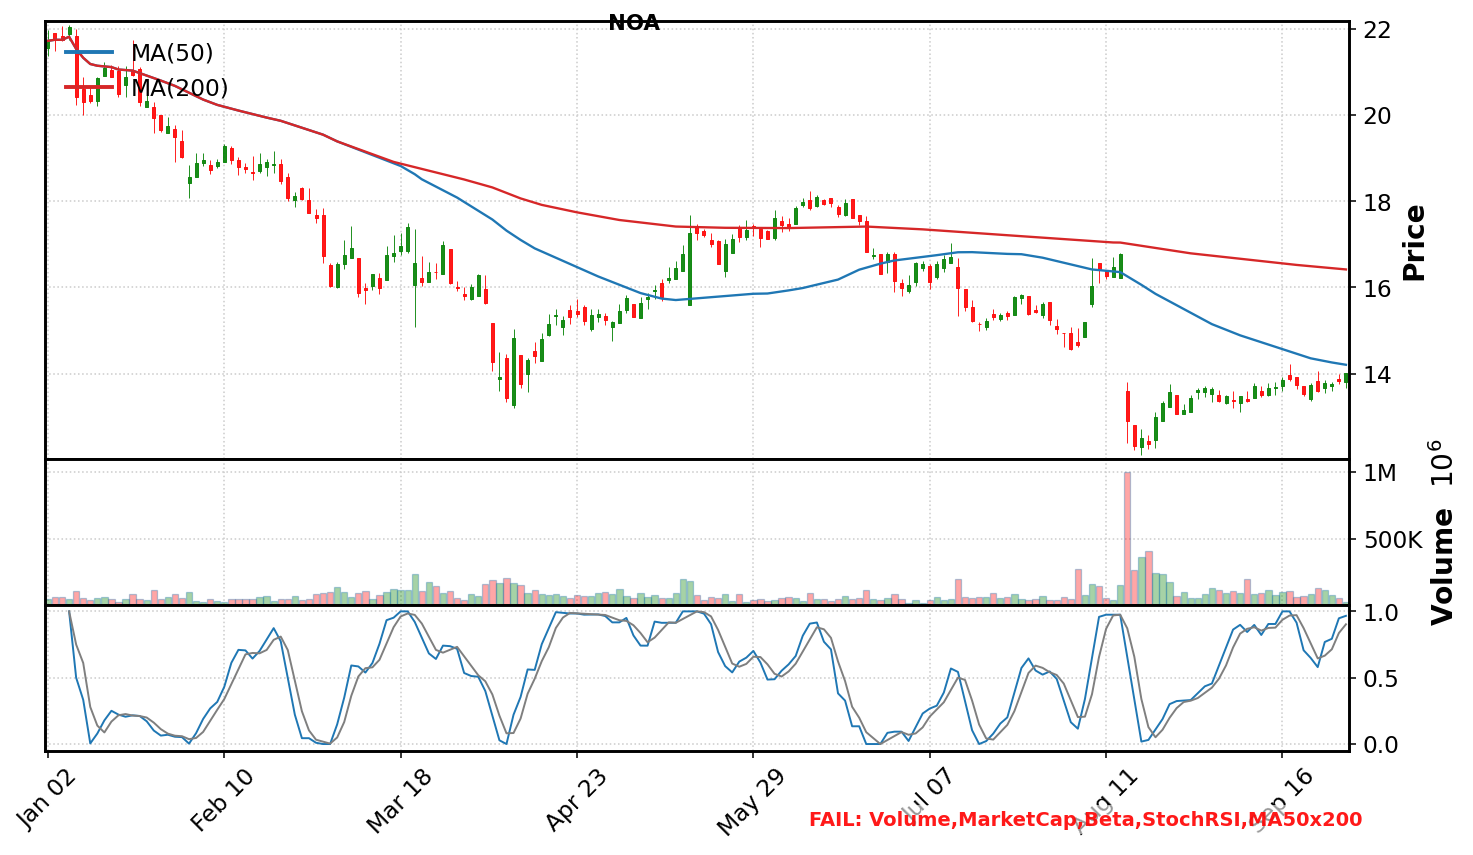 NOA
MA(50)
MA(200)
22
20
18
16
14
Price
1M
500K
Volume 10^6
1.0
0.5
0.0
Jan 02
Feb 10
Mar 18
Apr 23
May 29
Jul 07
Aug 11
Sep 16
FAIL: Volume,MarketCap,Beta,StochRSI,MA50x200